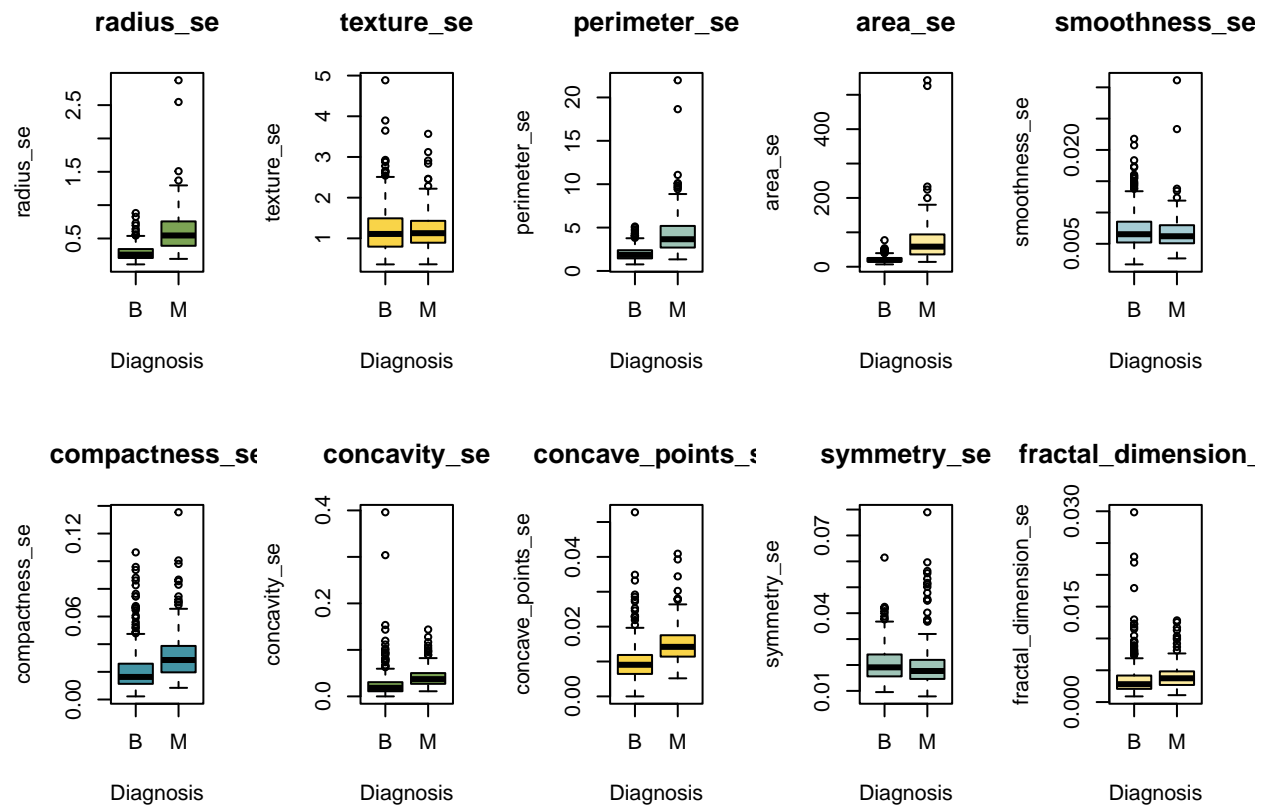 radius_se
texture_se
perimeter_se
area_se
smoothness_se
radius_se
0.5
1.5
2.5
B M
Diagnosis
texture_se
1
2
3
4
5
B M
Diagnosis
perimeter_se
0
5
10
15
20
B M
Diagnosis
area_se
0
200
400
B M
Diagnosis
smoothness_se
0.005
0.020
B M
Diagnosis
compactness_se
concavity_se
concave_points_s
symmetry_se
fractal_dimension_
compactness_se
0.00
0.06
0.12
B M
Diagnosis
concavity_se
0.0
0.2
0.4
B M
Diagnosis
concave_points_se
0.00
0.02
0.04
B M
Diagnosis
symmetry_se
0.01
0.04
0.07
B M
Diagnosis
fractal_dimension_se
0.000
0.015
0.030
B M
Diagnosis